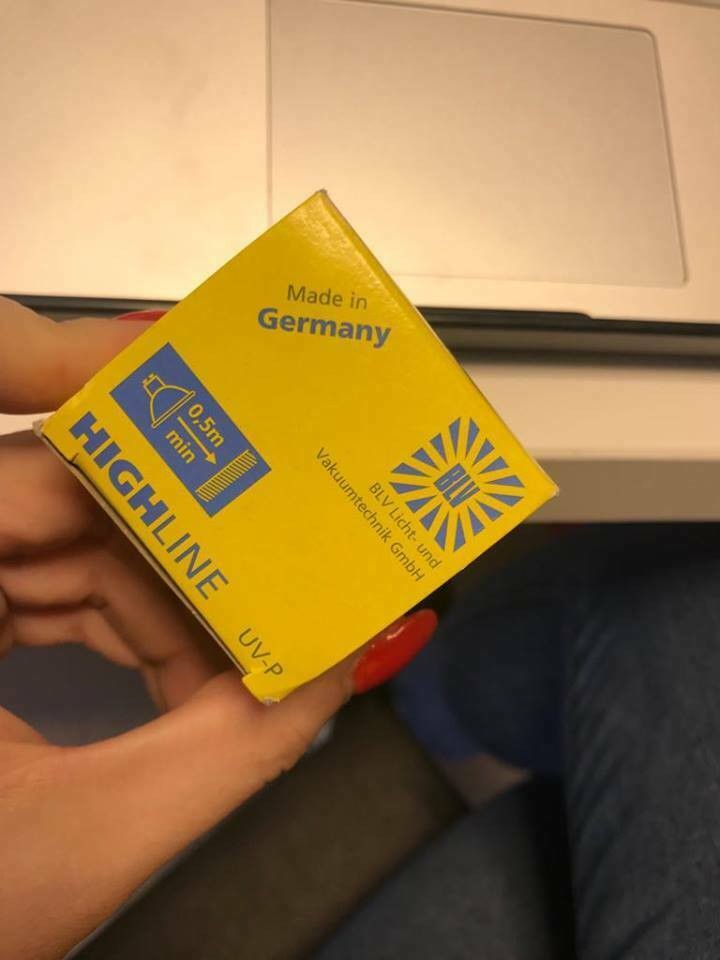 Made in
Germany
0,5m
min
HIGHLINE
BLV
BLV Licht- und
Vakuumtechnik GmbH
UV-P